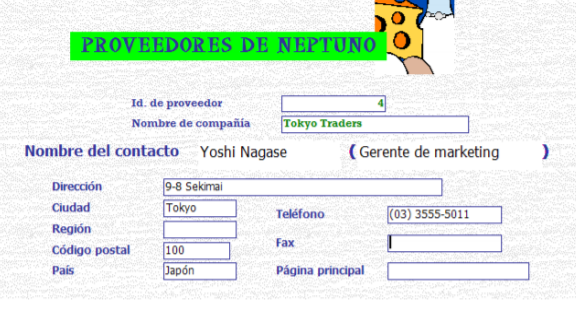 PROVEEDORES DE NEPTUNO
Id. de proveedor 4
Nombre de compañia Tokyo Traders
Nombre del contacto Yoshi Nagase ( Gerente de marketing )
Dirección 9-8 Sekimai
Ciudad Tokyo
Teléfono (03) 3555-5011
Región
Fax
Código postal 100
País Japón
Página principal